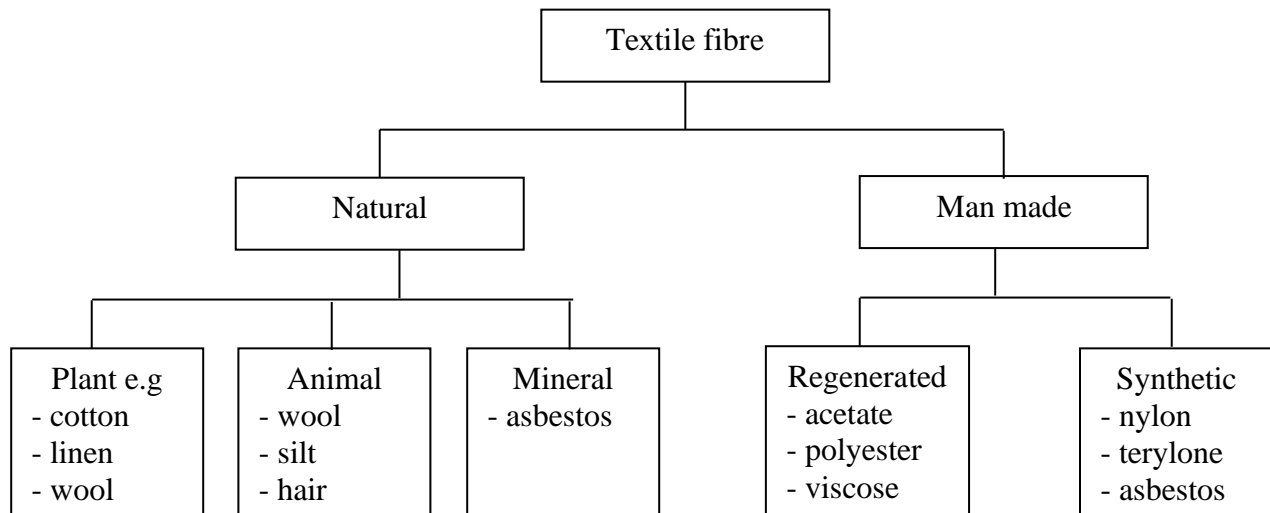 Textile fibre
Natural
Man made
Plant e.g
- cotton
- linen
- wool
Animal
- wool
- silt
- hair
Mineral
- asbestos
Regenerated
- acetate
- polyester
- viscose
Synthetic
- nylon
- terylone
- asbestos